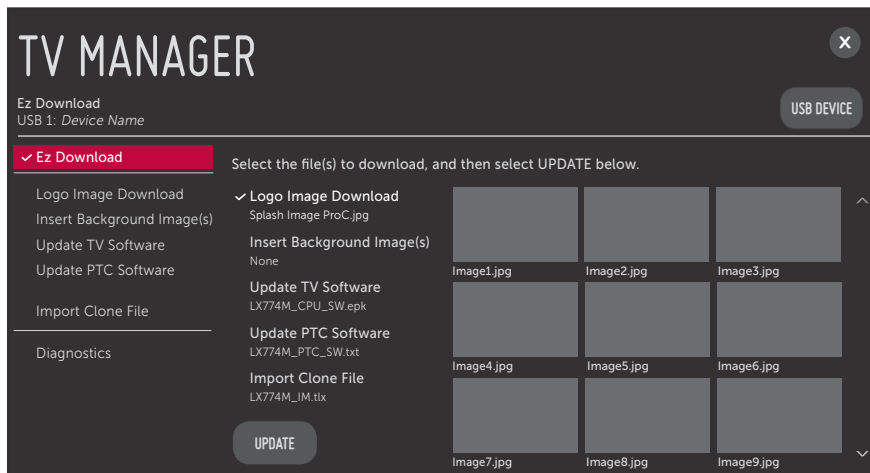 TV MANAGER
X
Ez Download
USB 1: Device Name
USB DEVICE
Ez Download
Logo Image Download
Insert Background Image(s)
Update TV Software
Update PTC Software
Import Clone File
Diagnostics
Select the file(s) to download, and then select UPDATE below.
Logo Image Download
Splash Image ProC.jpg
Insert Background Image(s)
None
Update TV Software
LX774M_CPU_SW.epk
Update PTC Software
LX774M_PTC_SW.txt
Import Clone File
LX774M_IM.tlx
UPDATE
Image1.jpg
Image2.jpg
Image3.jpg
Image4.jpg
Image5.jpg
Image6.jpg
Image7.jpg
Image8.jpg
Image9.jpg